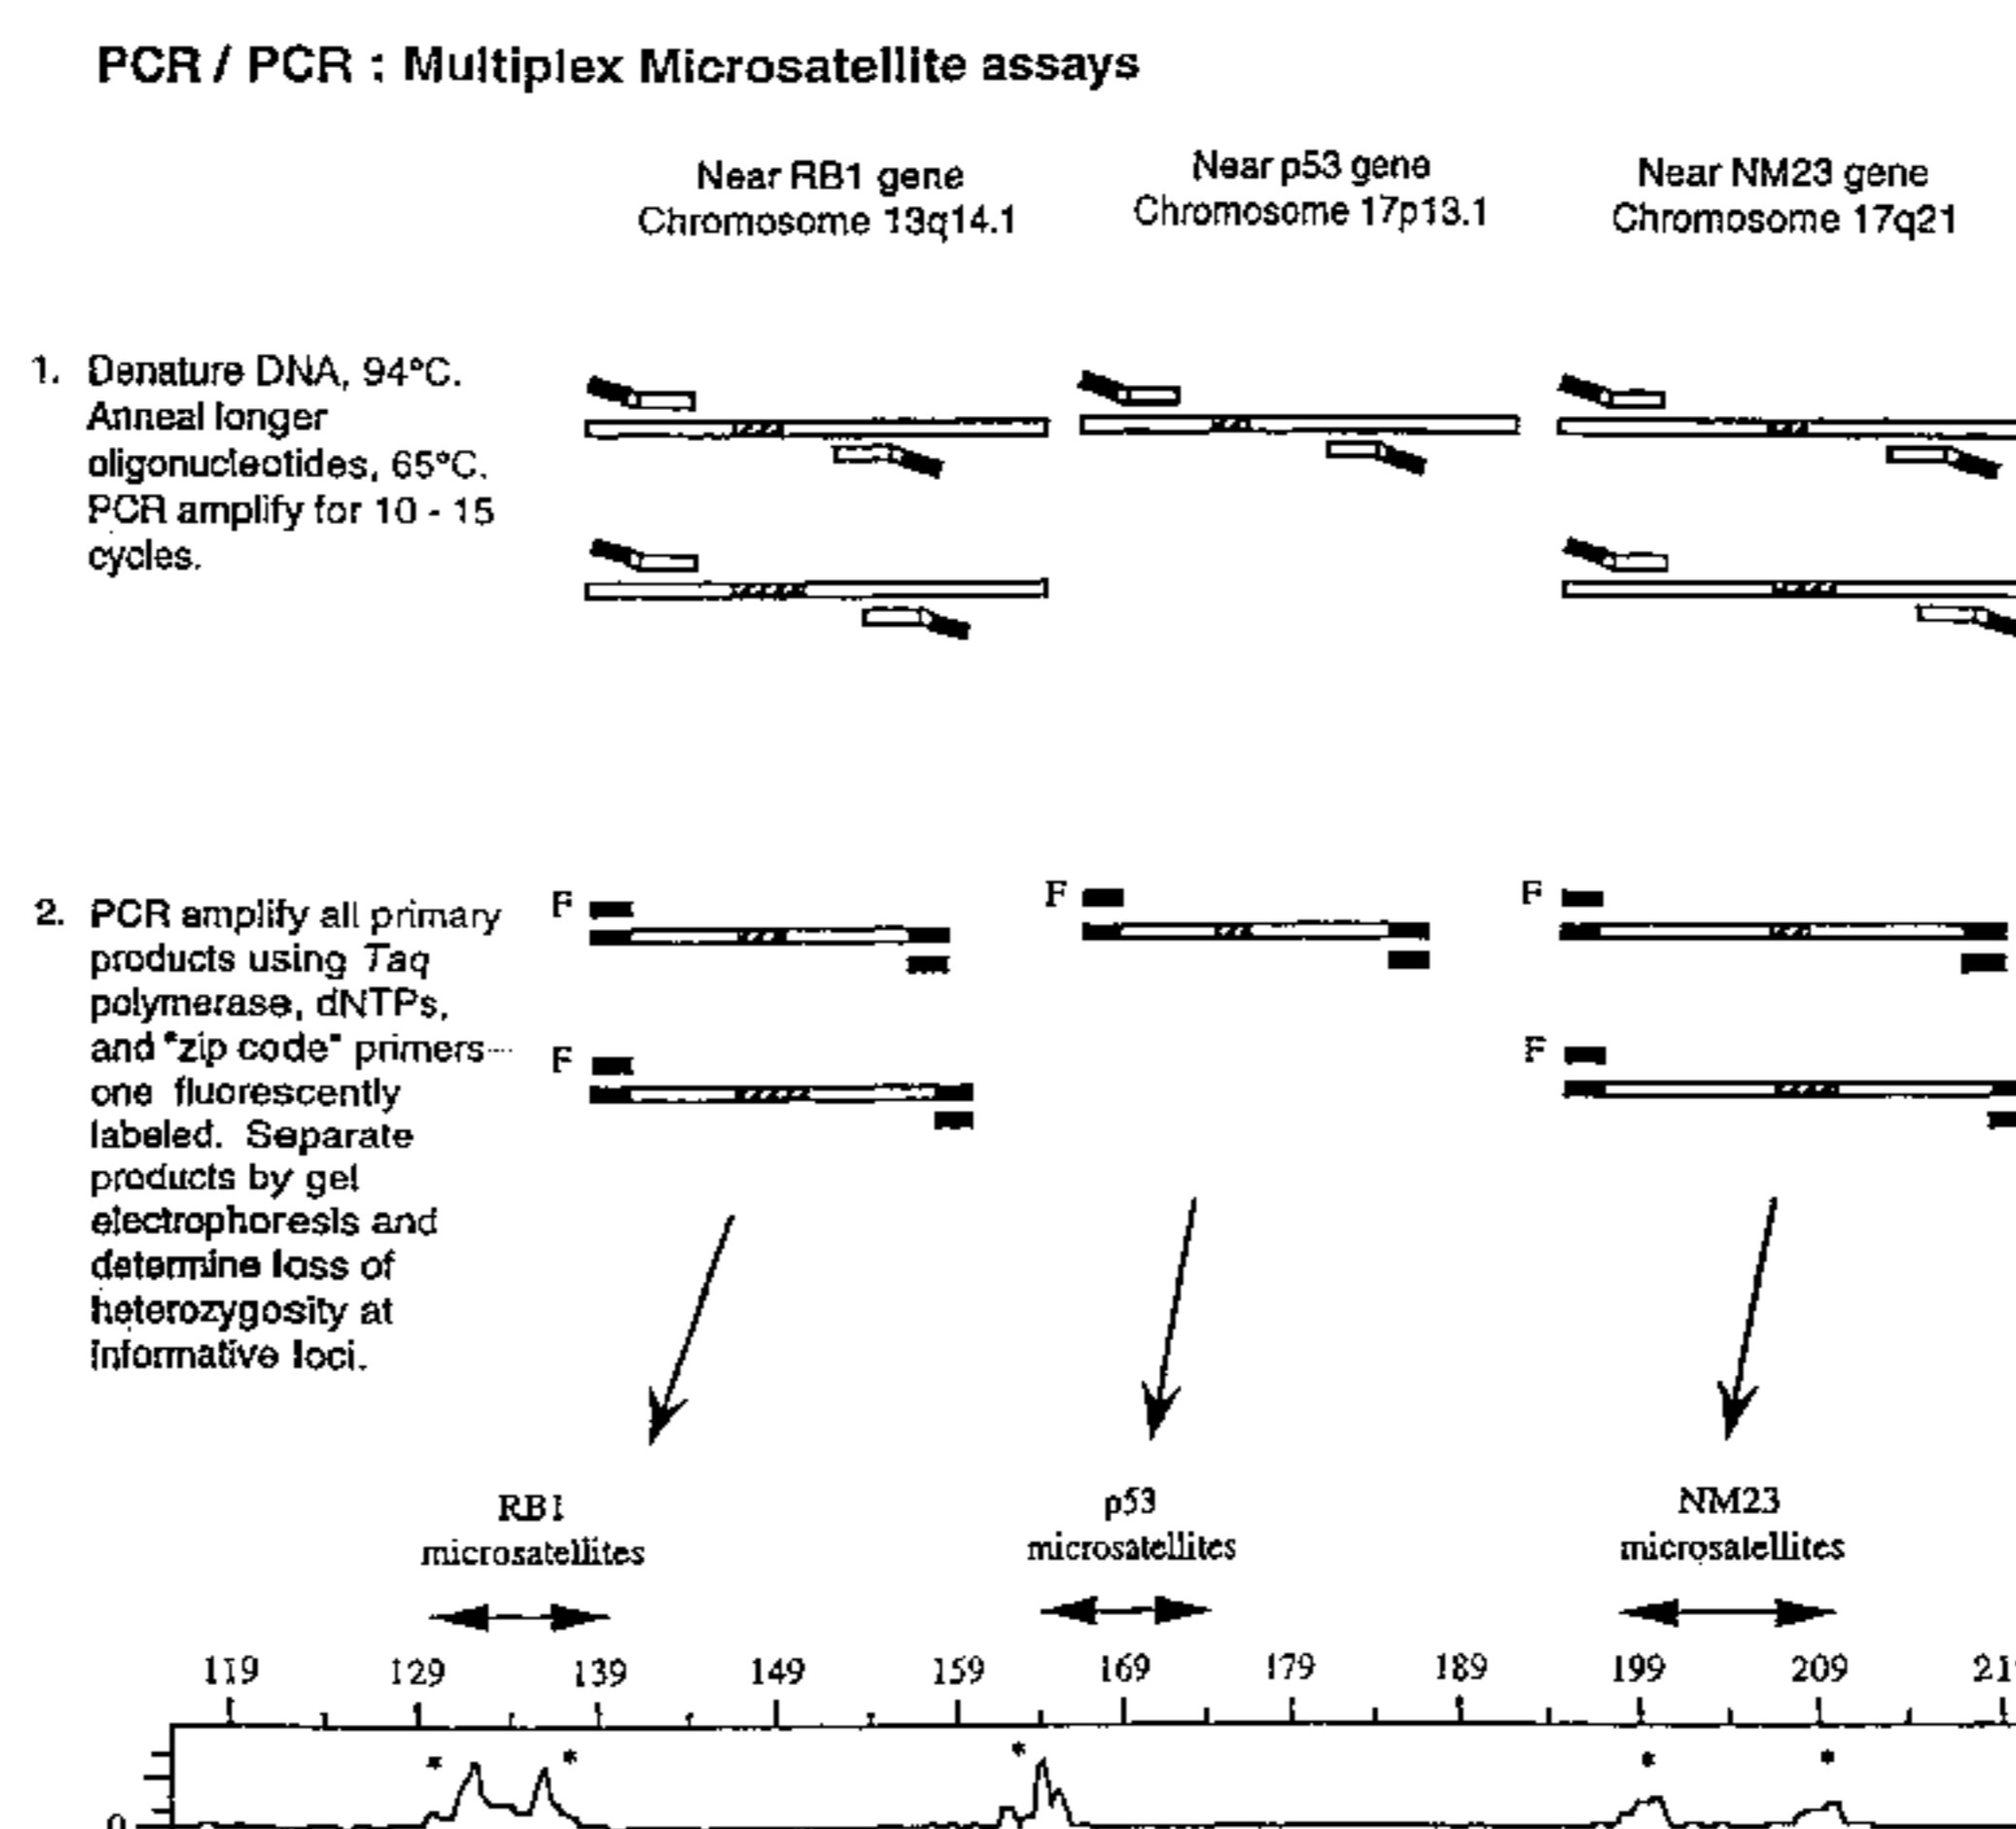 PCR / PCR : Multiplex Microsatellite assays
Near RB1 gene
Chromosome 13q14.1
Near p53 gene
Chromosome 17p13.1
Near NM23 gene
Chromosome 17q21
1. Denature DNA, 94°C.
Anneal longer
oligonucleotides, 65°C.
PCR amplify for 10 - 15
cycles.
2. PCR amplify all primary
products using Taq
polymerase, dNTPs,
and "zip code" primers--
one fluorescently
labeled. Separate
products by gel
electrophoresis and
determine loss of
heterozygosity at
informative loci.
F F F
F F
RB1
microsatellites
p53
microsatellites
NM23
microsatellites
119 129 139 149 159 169 179 189 199 209
* * * * *
0